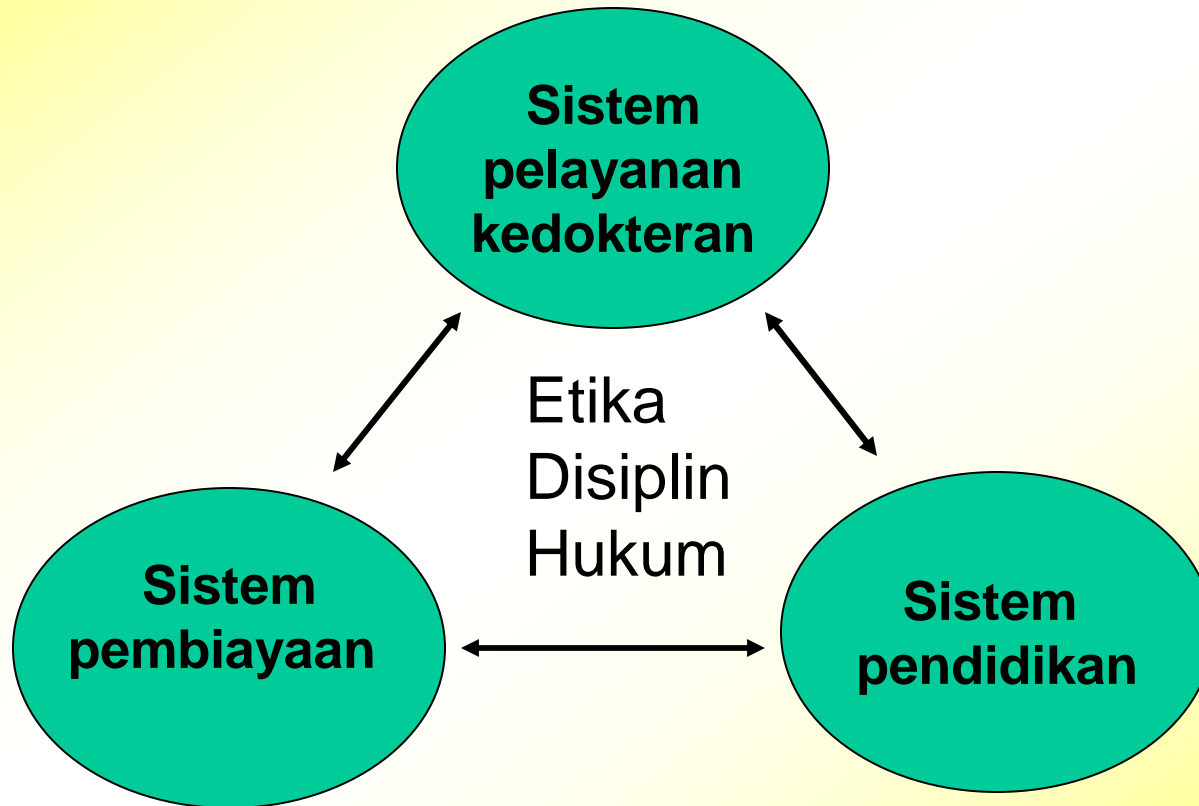 Sistem
pelayanan
kedokteran
Etika
Disiplin
Hukum
Sistem
pembiayaan
Sistem
pendidikan